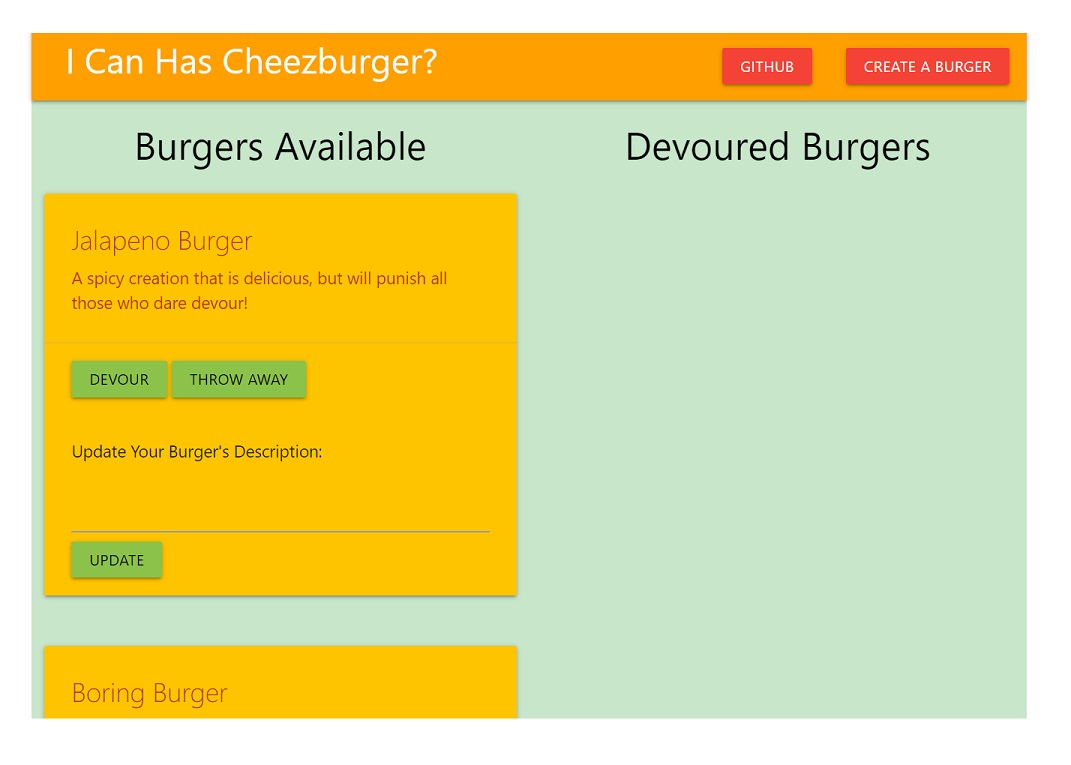 I Can Has Cheezburger?
GITHUB
CREATE A BURGER
Burgers Available
Devoured Burgers
Jalapeno Burger
A spicy creation that is delicious, but will punish all
those who dare devour!
DEVOUR
THROW AWAY
Update Your Burger's Description:
UPDATE
Boring Burger